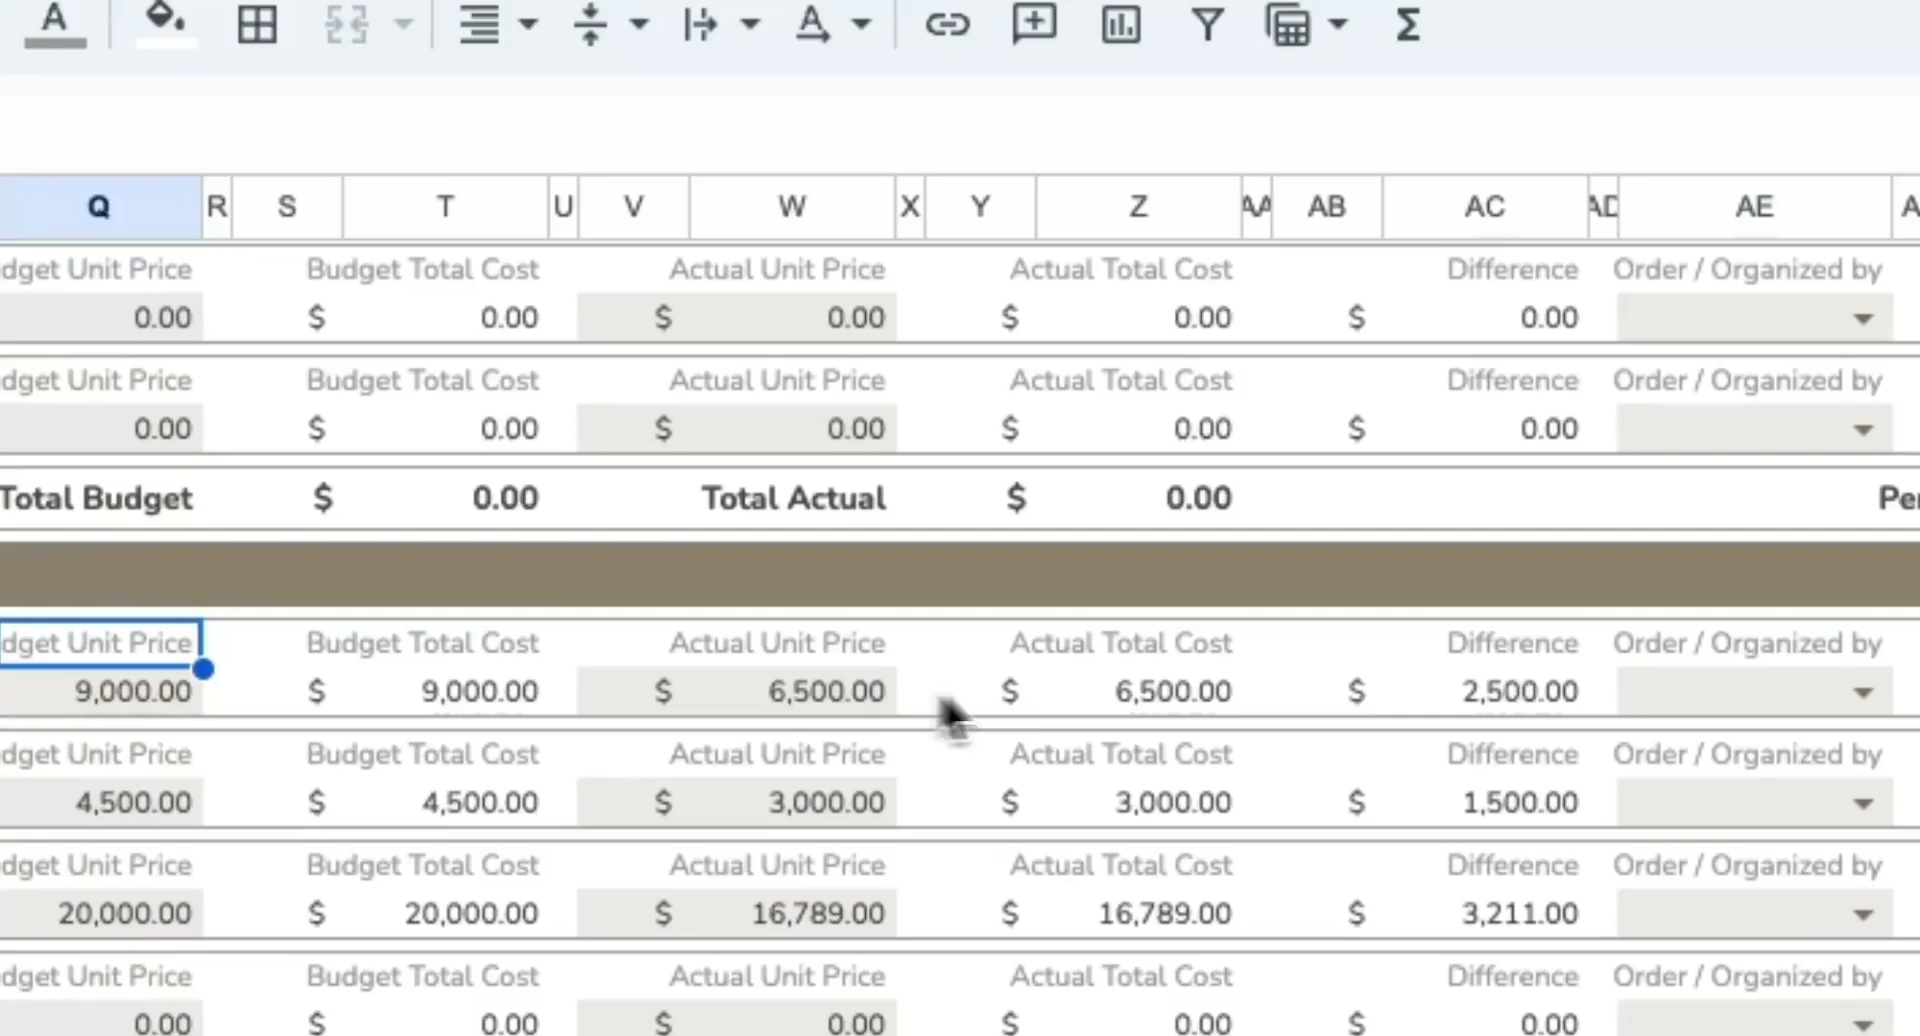 A A Σ
Q R S T U V W X Y Z AA AB AC AD AE A
dget Unit Price Budget Total Cost Actual Unit Price Actual Total Cost Difference Order / Organized by
0.00 $ 0.00 $ 0.00 $ 0.00 $ 0.00
dget Unit Price Budget Total Cost Actual Unit Price Actual Total Cost Difference Order / Organized by
0.00 $ 0.00 $ 0.00 $ 0.00 $ 0.00
Total Budget $ 0.00 Total Actual $ 0.00 Per
dget Unit Price Budget Total Cost Actual Unit Price Actual Total Cost Difference Order / Organized by
9,000.00 $ 9,000.00 $ 6,500.00 $ 6,500.00 $ 2,500.00
dget Unit Price Budget Total Cost Actual Unit Price Actual Total Cost Difference Order / Organized by
4,500.00 $ 4,500.00 $ 3,000.00 $ 3,000.00 $ 1,500.00
dget Unit Price Budget Total Cost Actual Unit Price Actual Total Cost Difference Order / Organized by
20,000.00 $ 20,000.00 $ 16,789.00 $ 16,789.00 $ 3,211.00
dget Unit Price Budget Total Cost Actual Unit Price Actual Total Cost Difference Order / Organized by
0.00 $ 0.00 $ 0.00 $ 0.00 $ 0.00